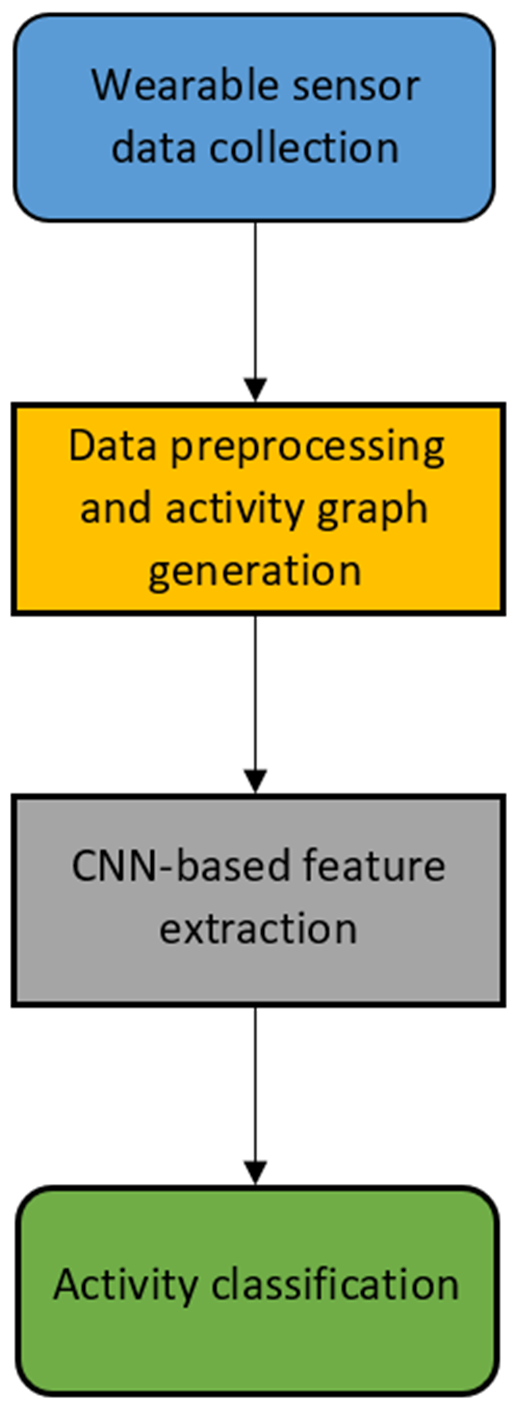 Wearable sensor
data collection
Data preprocessing
and activity graph
generation
CNN-based feature
extraction
Activity classification